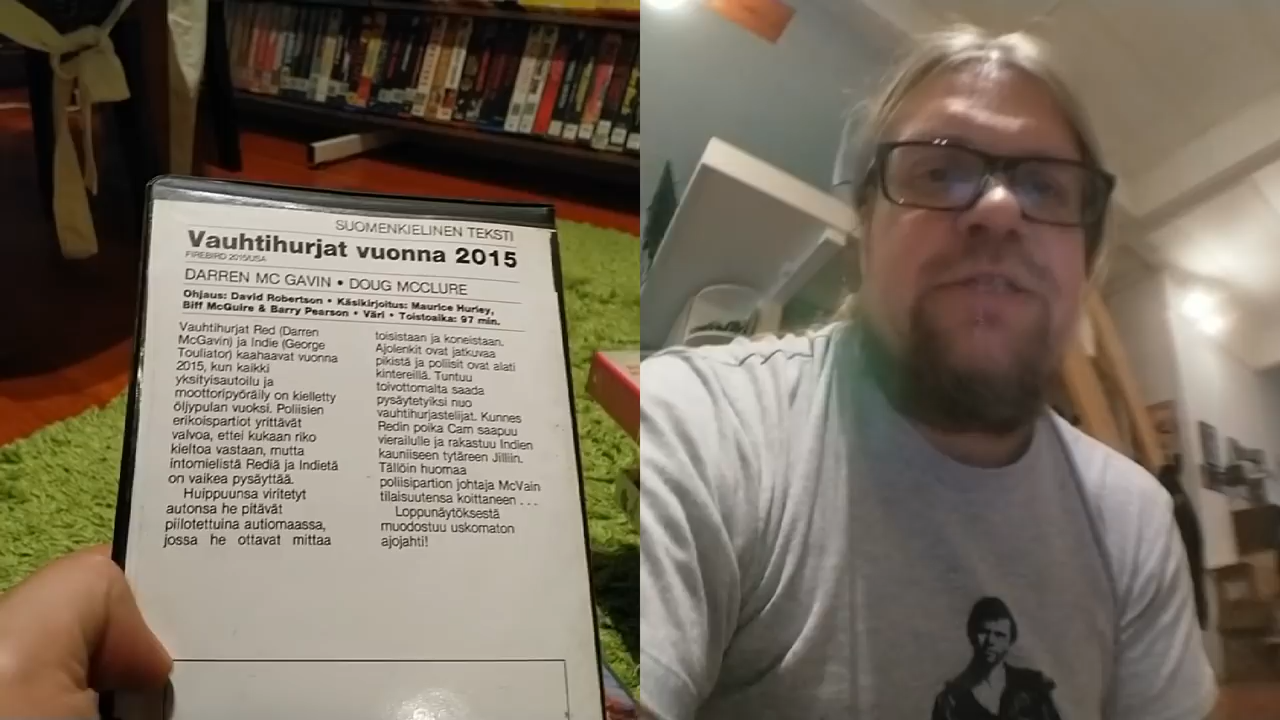 SUOMENKIELINEN TEKSTI
Vauhtihurjat vuonna 2015
FIREBIRD 2015/USA
DARREN MC GAVIN • DOUG MCCLURE
Ohjaus: David Robertson • Käsikirjoitus: Maurice Hurley,
Biff McGuire & Barry Pearson • Väri • Toistoaika: 97 min.
Vauhtihurjat Red (Darren
McGavin) ja Indie (George
Touliator) kaahaavat vuonna
2015, kun kaikki
yksityisautoilu ja
moottoripyöräily on kielletty
öljypulan vuoksi. Poliisien
erikoispartiot yrittävät
valvoa, ettei kukaan riko
kieltoa vastaan, mutta
intomielistä Rediä ja Indietä
on vaikea pysäyttää.
Huippuunsa viritetyt
autonsa he pitävät
piilotettuina autiomaassa,
jossa he ottavat mittaa
toisistaan ja koneistaan.
Ajolenkit ovat jatkuvaa
pikistä ja poliisit ovat alati
kintereillä. Tuntuu
toivottomalta saada
pysäytetyiksi nuo
vauhtihurjastelijat. Kunnes
Redin poika Cam saapuu
vierailulle ja rakastuu Indien
kauniiseen tytäreen Jilliin.
Tällöin huomaa
poliisipartion johtaja McVain
tilaisuutensa koittaneen . . .
Loppunäytöksestä
muodostuu uskomaton
ajojahti!